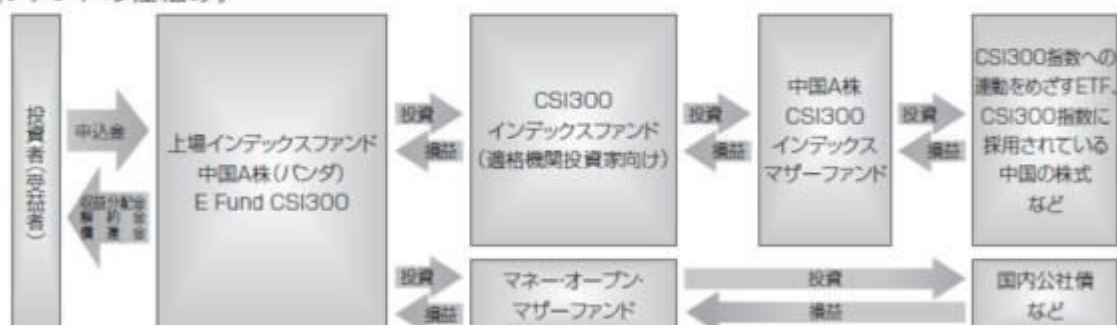 投資者(受益者)
申込金
収益分配金
解約金
償還金
上場インデックスファンド
中国A株(パンダ)
E Fund CSI300
投資
損益
CSI300
インデックスファンド
(適格機関投資家向け)
投資
損益
中国A株
CSI300
インデックス
マザーファンド
投資
損益
CSI300指数への
連動をめざすETF、
CSI300指数に
採用されている
中国の株式
など
投資
損益
マネー・オープン・
マザーファンド
投資
損益
国内公社債
など